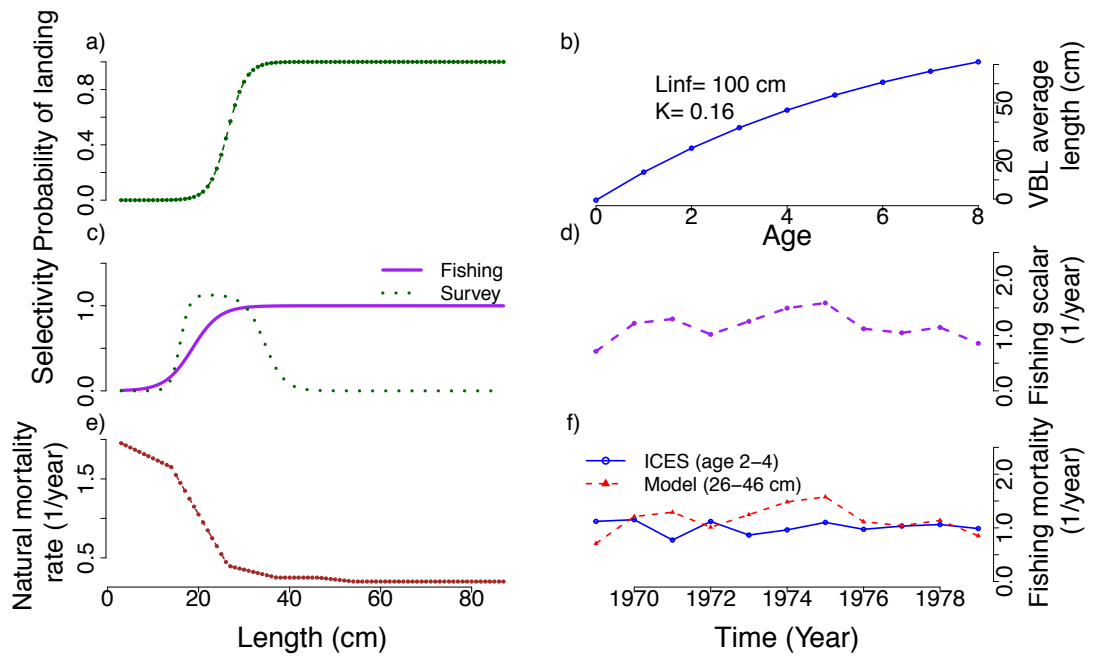 a)
Probability of landing
0.0 0.4 0.8
b)
Linf= 100 cm
K= 0.16
0 20 50
VBL average
length (cm)
0 2 4 6 8
Age
c)
Selectivity
0.0 1.0
Fishing
Survey
d)
0.0 1.0 2.0
Fishing scalar
(1/year)
e)
Natural mortality
rate (1/year)
0.5 1.5
0 20 40 60 80
Length (cm)
f)
ICES (age 2−4)
Model (26−46 cm)
0.0 1.0 2.0
Fishing mortality
(1/year)
1970 1972 1974 1976 1978
Time (Year)